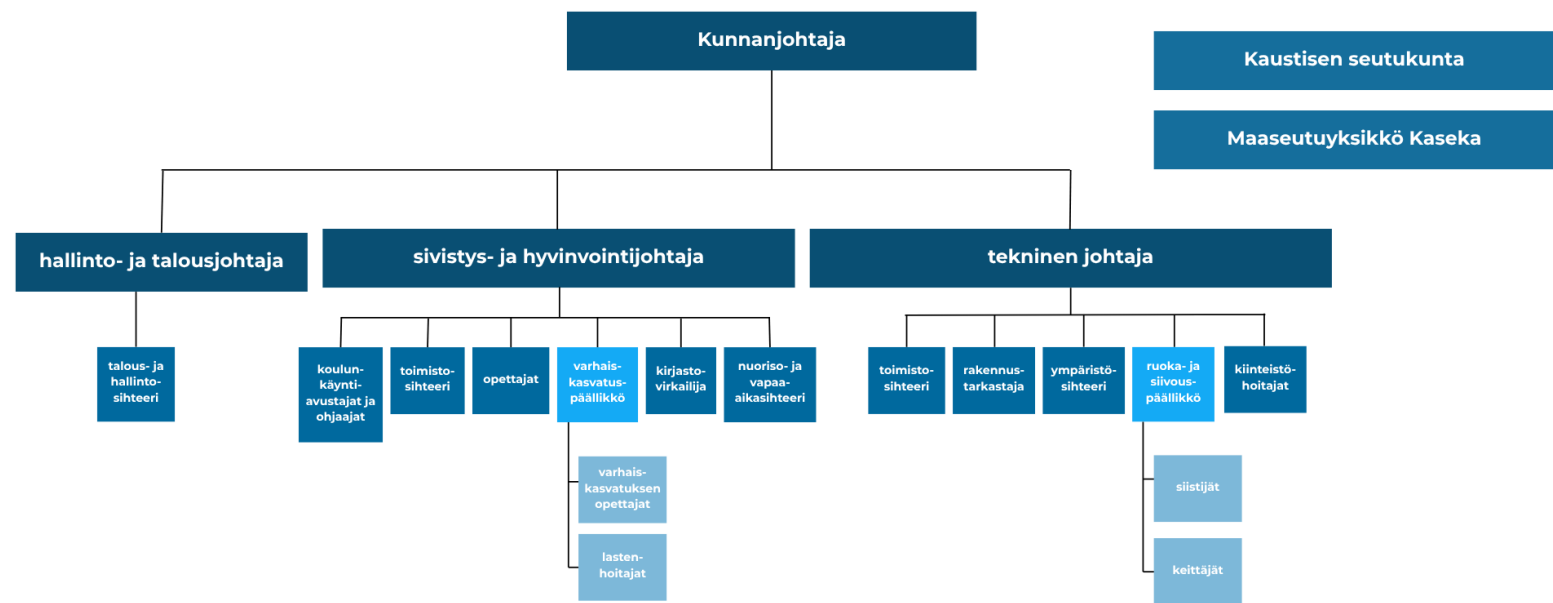 Kunnanjohtaja
Kaustisen seutukunta
Maaseutuyksikkö Kaseka
hallinto- ja talousjohtaja
sivistys- ja hyvinvointijohtaja
tekninen johtaja
talous- ja
hallinto-
sihteeri
koulun-
käynti-
avustajat ja
ohjaajat
toimisto-
sihteeri
opettajat
varhais-
kasvatus-
päällikkö
kirjasto-
virkailija
nuoriso- ja
vapaa-
aikasihteeri
toimisto-
sihteeri
rakennus-
tarkastaja
ympäristö-
sihteeri
ruoka- ja
siivous-
päällikkö
kiinteistö-
hoitajat
varhais-
kasvatuksen
opettajat
lasten-
hoitajat
siistijät
keittäjät